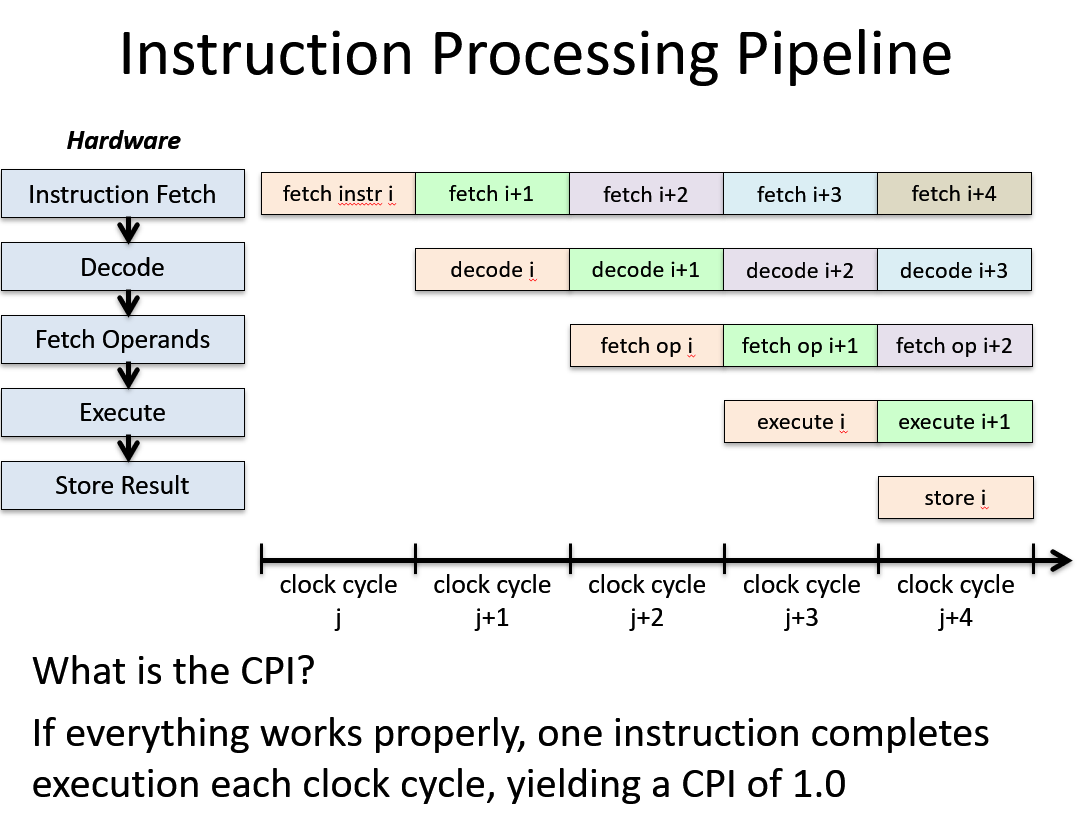 Instruction Processing Pipeline
Hardware
Instruction Fetch
fetch instr i
fetch i+1
fetch i+2
fetch i+3
fetch i+4
Decode
decode i
decode i+1
decode i+2
decode i+3
Fetch Operands
fetch op i
fetch op i+1
fetch op i+2
Execute
execute i
execute i+1
Store Result
store i
clock cycle
j
clock cycle
j+1
clock cycle
j+2
clock cycle
j+3
clock cycle
j+4
What is the CPI?
If everything works properly, one instruction completes
execution each clock cycle, yielding a CPI of 1.0